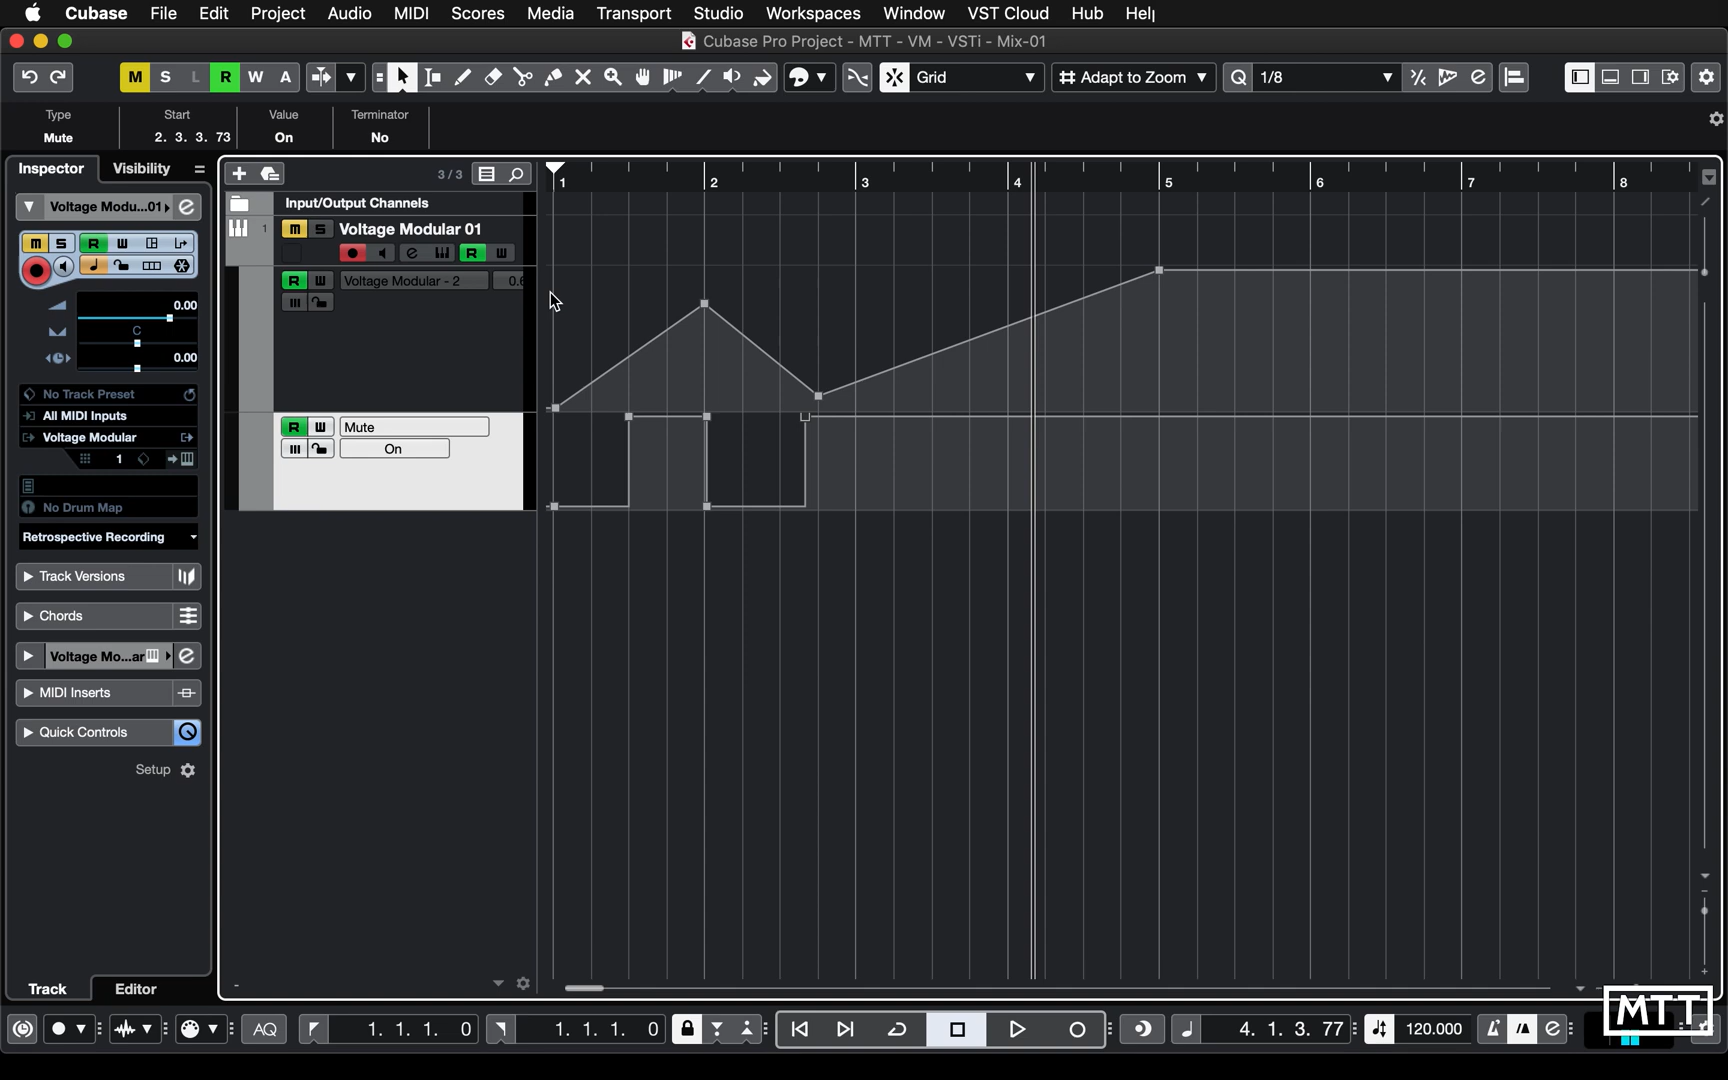 Cubase File Edit Project Audio MIDI Scores Media Transport Studio Workspaces Window VST Cloud Hub Help
Cubase Pro Project - MTT - VM - VSTi - Mix-01
M S L R W A Grid Adapt to Zoom Q 1/8
Type Start Value Terminator
Mute 2. 3. 3. 73 On No
Inspector Visibility 3 / 3
1 2 3 4 5 6 7 8
Voltage Modu...01 e
Input/Output Channels
1 m S Voltage Modular 01
R W
m S R W
R W Voltage Modular - 2
0.00
C
0.00
No Track Preset
All MIDI Inputs
Voltage Modular
1
R W Mute
On
No Drum Map
Retrospective Recording
Track Versions
Chords
Voltage Mo...ar e
MIDI Inserts
Quick Controls
Setup
Track Editor
AQ 1. 1. 1. 0 1. 1. 1. 0 4. 1. 3. 77 120.000
MTT